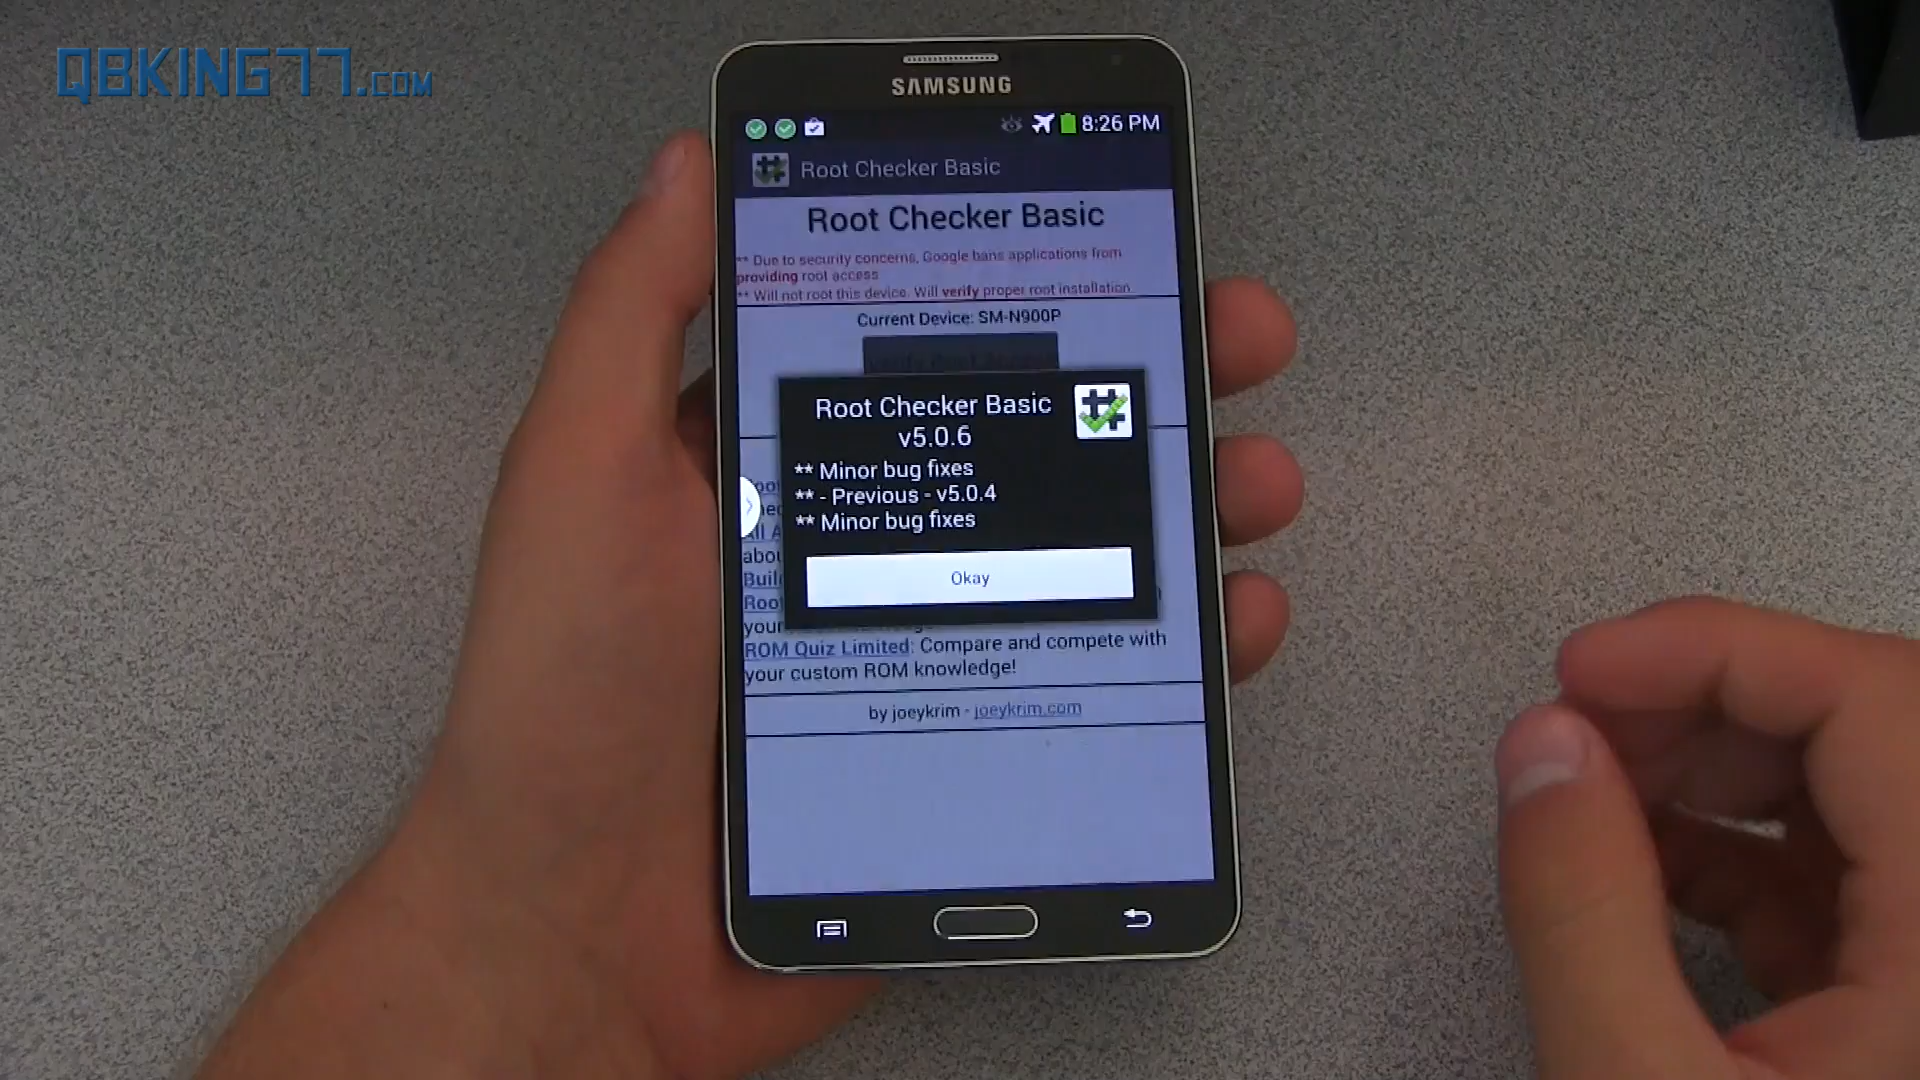 QBKING77.COM
SAMSUNG
8:26 PM
Root Checker Basic
Root Checker Basic
** Due to security concerns, Google bans applications from
providing root access
** Will not root this device. Will verify proper root installation.
Current Device: SM-N900P
Root Checker Basic
v5.0.6
** Minor bug fixes
** - Previous - v5.0.4
** Minor bug fixes
Okay
ROM Quiz Limited: Compare and compete with
your custom ROM knowledge!
by joeykrim - joeykrim.com